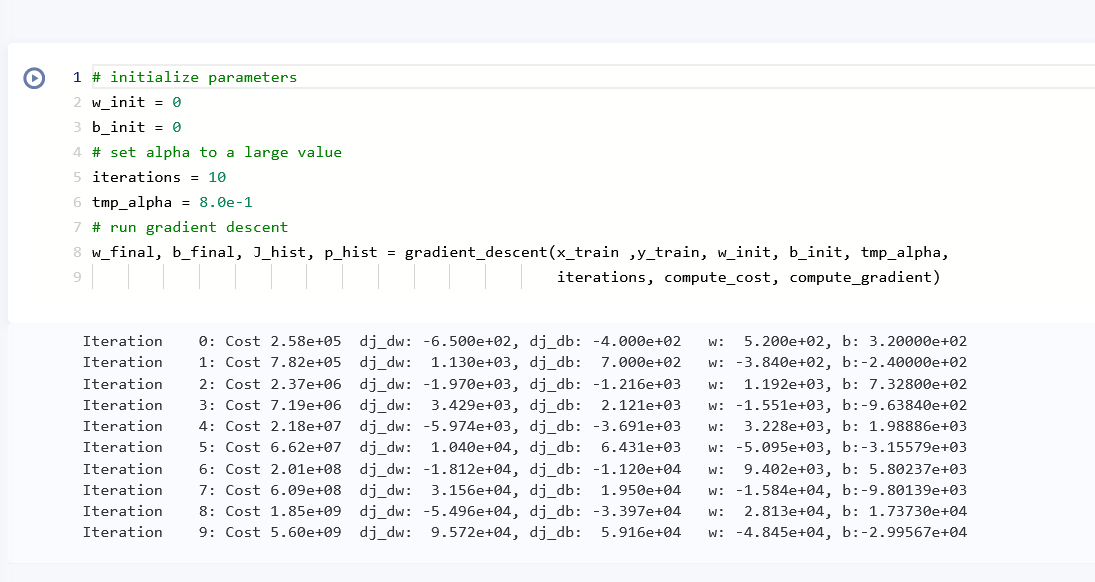 1 # initialize parameters
2 w_init = 0
3 b_init = 0
4 # set alpha to a large value
5 iterations = 10
6 tmp_alpha = 8.0e-1
7 # run gradient descent
8 w_final, b_final, J_hist, p_hist = gradient_descent(x_train ,y_train, w_init, b_init, tmp_alpha,
9                                                     iterations, compute_cost, compute_gradient)
Iteration    0: Cost 2.58e+05  dj_dw: -6.500e+02, dj_db: -4.000e+02   w:  5.200e+02, b: 3.20000e+02
Iteration    1: Cost 7.82e+05  dj_dw:  1.130e+03, dj_db:  7.000e+02   w: -3.840e+02, b:-2.40000e+02
Iteration    2: Cost 2.37e+06  dj_dw: -1.970e+03, dj_db: -1.216e+03   w:  1.192e+03, b: 7.32800e+02
Iteration    3: Cost 7.19e+06  dj_dw:  3.429e+03, dj_db:  2.121e+03   w: -1.551e+03, b:-9.63840e+02
Iteration    4: Cost 2.18e+07  dj_dw: -5.974e+03, dj_db: -3.691e+03   w:  3.228e+03, b: 1.98886e+03
Iteration    5: Cost 6.62e+07  dj_dw:  1.040e+04, dj_db:  6.431e+03   w: -5.095e+03, b:-3.15579e+03
Iteration    6: Cost 2.01e+08  dj_dw: -1.812e+04, dj_db: -1.120e+04   w:  9.402e+03, b: 5.80237e+03
Iteration    7: Cost 6.09e+08  dj_dw:  3.156e+04, dj_db:  1.950e+04   w: -1.584e+04, b:-9.80139e+03
Iteration    8: Cost 1.85e+09  dj_dw: -5.496e+04, dj_db: -3.397e+04   w:  2.813e+04, b: 1.73730e+04
Iteration    9: Cost 5.60e+09  dj_dw:  9.572e+04, dj_db:  5.916e+04   w: -4.845e+04, b:-2.99567e+04